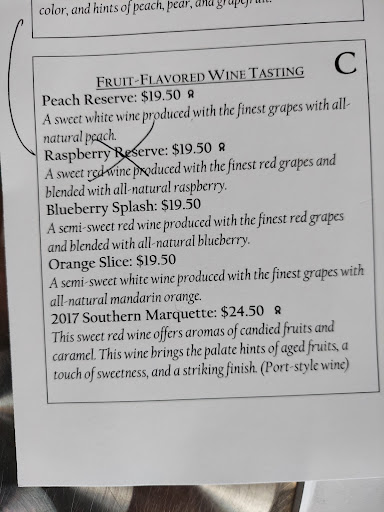 color, and hints of peach, pear, and grapefruit.
C
FRUIT-FLAVORED WINE TASTING
Peach Reserve: $19.50
A sweet white wine produced with the finest grapes with all-
natural peach.
Raspberry Reserve: $19.50
A sweet red wine produced with the finest red grapes and
blended with all-natural raspberry.
Blueberry Splash: $19.50
A semi-sweet red wine produced with the finest red grapes
and blended with all-natural blueberry.
Orange Slice: $19.50
A semi-sweet white wine produced with the finest grapes with
all-natural mandarin orange.
2017 Southern Marquette: $24.50
This sweet red wine offers aromas of candied fruits and
caramel. This wine brings the palate hints of aged fruits, a
touch of sweetness, and a striking finish. (Port-style wine)